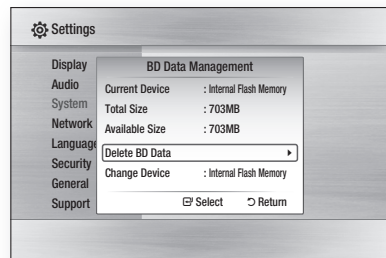 Settings
Display
Audio
System
Network
Language
Security
General
Support
BD Data Management
Current Device : Internal Flash Memory
Total Size : 703MB
Available Size : 703MB
Delete BD Data
Change Device : Internal Flash Memory
Select Return